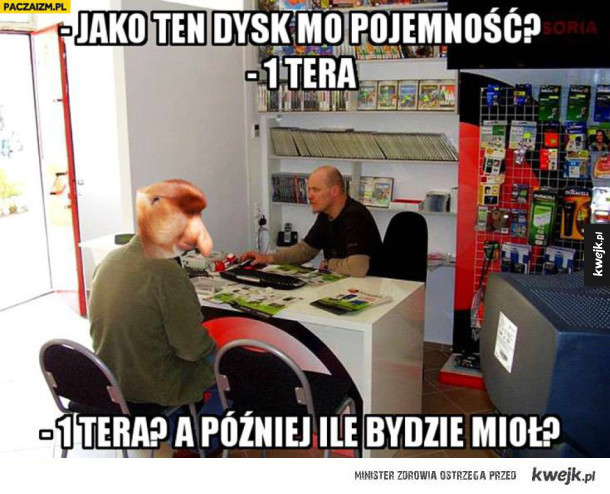 PACZAIZM.PL
- JAKO TEN DYSK MO POJEMNOŚĆ?
SORIA
- 1 TERA
kwejk.pl
- 1 TERA? A PÓŹNIEJ ILE BYDZIE MIOŁ?
MINISTER ZDROWIA OSTRZEGA PRZED kwejk.pl